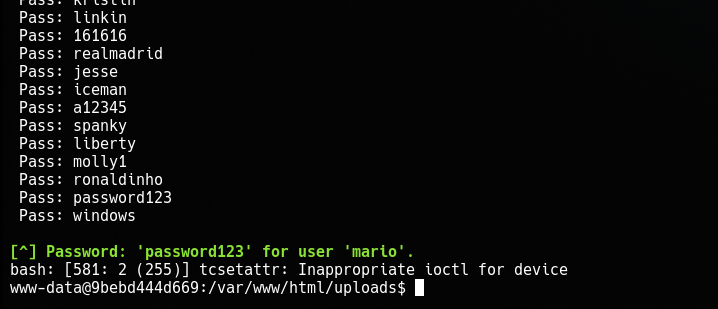 Pass: kristin
Pass: linkin
Pass: 161616
Pass: realmadrid
Pass: jesse
Pass: iceman
Pass: a12345
Pass: spanky
Pass: liberty
Pass: molly1
Pass: ronaldinho
Pass: password123
Pass: windows
[^] Password: 'password123' for user 'mario'.
bash: [581: 2 (255)] tcsetattr: Inappropriate ioctl for device
www-data@9bebd444d669:/var/www/html/uploads$